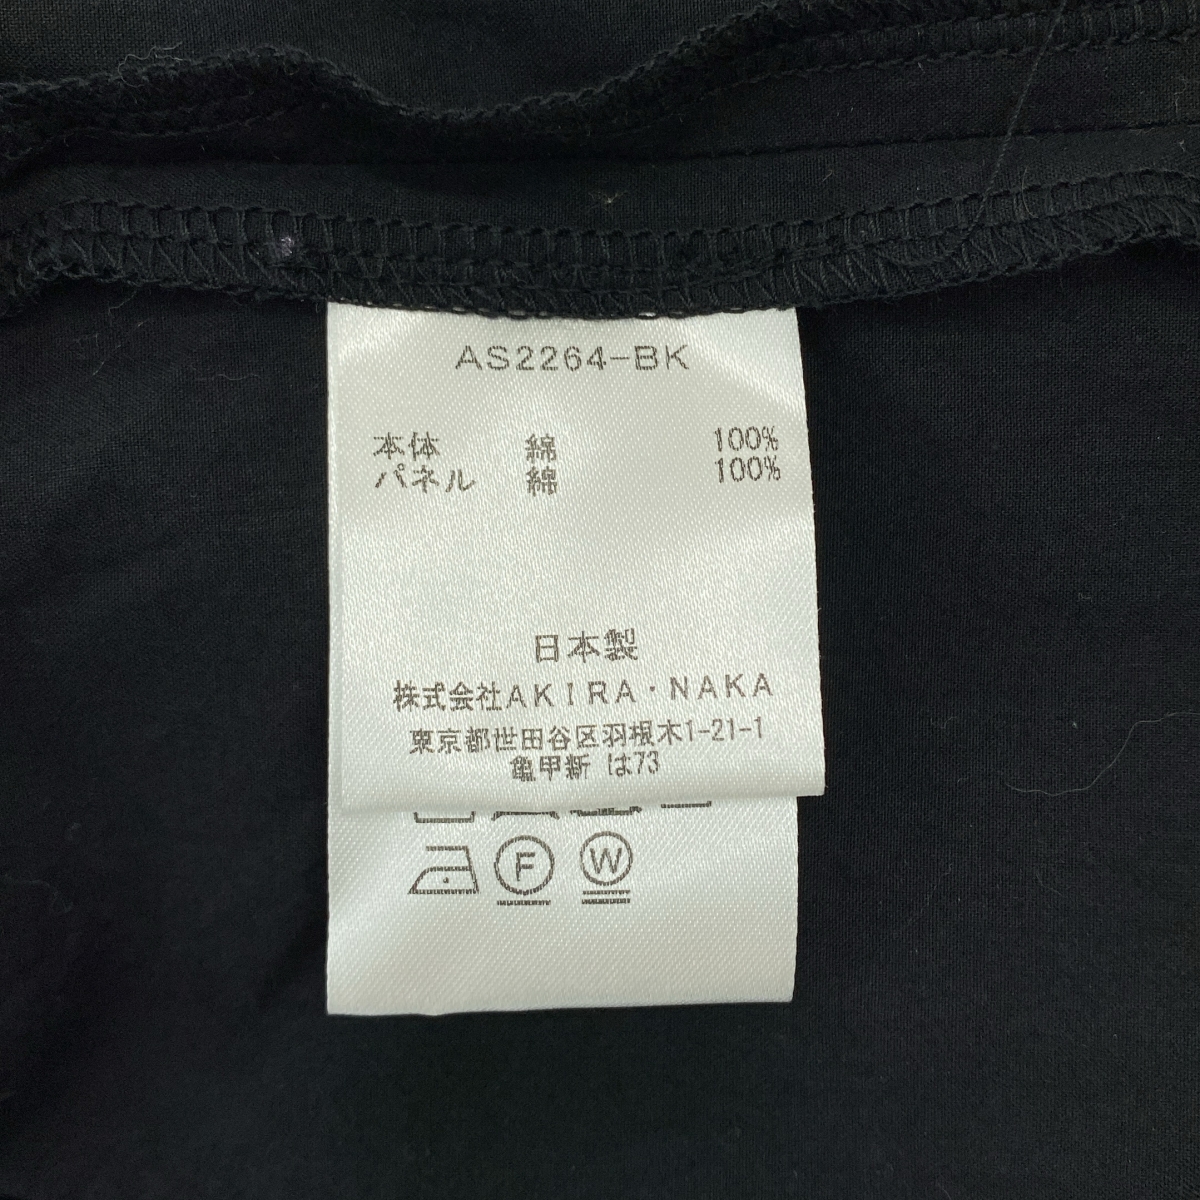 AS2264-BK
本体 綿 100%
パネル 綿 100%
日本製
株式会社AKIRA・NAKA
東京都世田谷区羽根木1-21-1
亀甲新 は73
F W